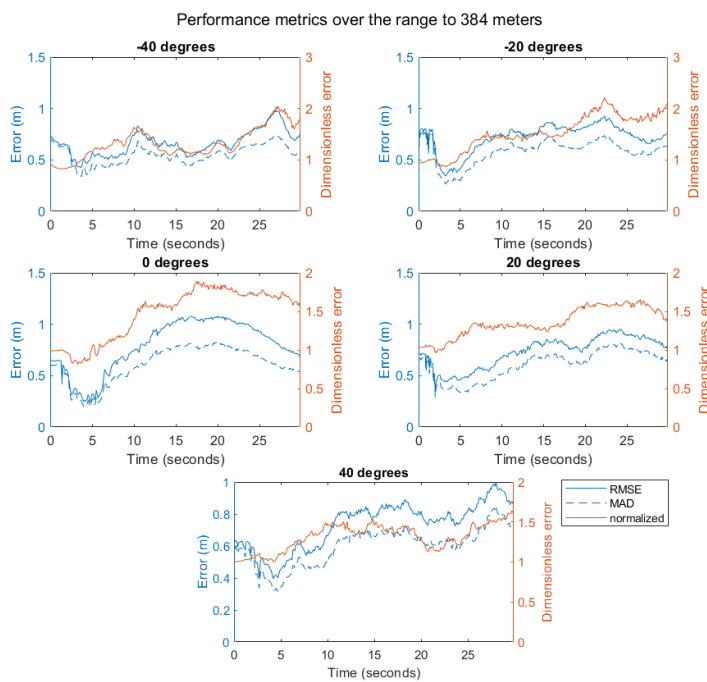 Performance metrics over the range to 384 meters
-40 degrees
1.5
1
0.5
0
Error (m)
3
2
1
0
Dimensionless error
0 5 10 15 20 25
Time (seconds)
-20 degrees
1.5
1
0.5
0
Error (m)
3
2
1
0
Dimensionless error
0 5 10 15 20 25
Time (seconds)
0 degrees
1.5
1
0.5
0
Error (m)
2
1.5
1
0.5
0
Dimensionless error
0 5 10 15 20 25
Time (seconds)
20 degrees
1.5
1
0.5
0
Error (m)
2
1.5
1
0.5
0
Dimensionless error
0 5 10 15 20 25
Time (seconds)
40 degrees
1
0.8
0.6
0.4
0.2
0
Error (m)
2
1.5
1
0.5
0
Dimensionless error
0 5 10 15 20 25
Time (seconds)
RMSE
MAD
normalized